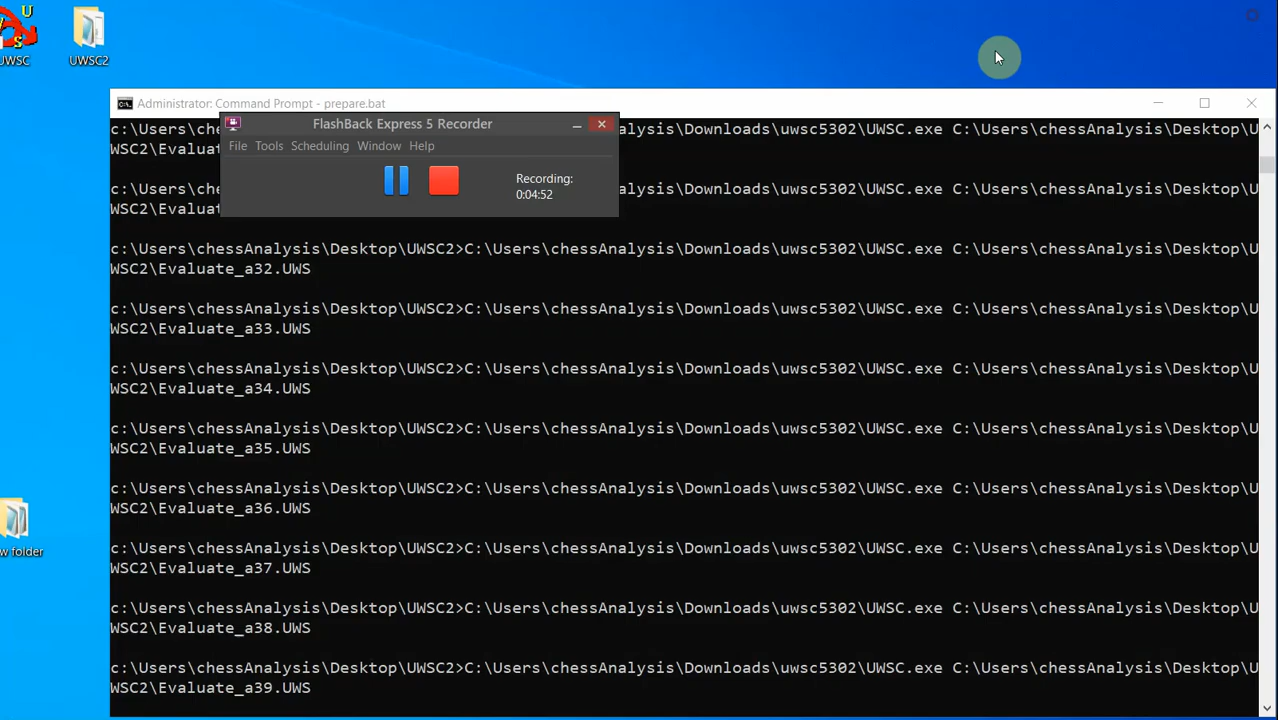 U
S
UWSC
UWSC2
Administrator: Command Prompt - prepare.bat
FlashBack Express 5 Recorder
File Tools Scheduling Window Help
Recording:
0:04:52
c:\Users\che
alysis\Downloads\uwsc5302\UWSC.exe C:\Users\chessAnalysis\Desktop\U
WSC2\Evaluat
c:\Users\che
alysis\Downloads\uwsc5302\UWSC.exe C:\Users\chessAnalysis\Desktop\U
WSC2\Evaluat
c:\Users\chessAnalysis\Desktop\UWSC2>C:\Users\chessAnalysis\Downloads\uwsc5302\UWSC.exe C:\Users\chessAnalysis\Desktop\U
WSC2\Evaluate_a32.UWS
c:\Users\chessAnalysis\Desktop\UWSC2>C:\Users\chessAnalysis\Downloads\uwsc5302\UWSC.exe C:\Users\chessAnalysis\Desktop\U
WSC2\Evaluate_a33.UWS
c:\Users\chessAnalysis\Desktop\UWSC2>C:\Users\chessAnalysis\Downloads\uwsc5302\UWSC.exe C:\Users\chessAnalysis\Desktop\U
WSC2\Evaluate_a34.UWS
c:\Users\chessAnalysis\Desktop\UWSC2>C:\Users\chessAnalysis\Downloads\uwsc5302\UWSC.exe C:\Users\chessAnalysis\Desktop\U
WSC2\Evaluate_a35.UWS
c:\Users\chessAnalysis\Desktop\UWSC2>C:\Users\chessAnalysis\Downloads\uwsc5302\UWSC.exe C:\Users\chessAnalysis\Desktop\U
WSC2\Evaluate_a36.UWS
c:\Users\chessAnalysis\Desktop\UWSC2>C:\Users\chessAnalysis\Downloads\uwsc5302\UWSC.exe C:\Users\chessAnalysis\Desktop\U
WSC2\Evaluate_a37.UWS
c:\Users\chessAnalysis\Desktop\UWSC2>C:\Users\chessAnalysis\Downloads\uwsc5302\UWSC.exe C:\Users\chessAnalysis\Desktop\U
WSC2\Evaluate_a38.UWS
c:\Users\chessAnalysis\Desktop\UWSC2>C:\Users\chessAnalysis\Downloads\uwsc5302\UWSC.exe C:\Users\chessAnalysis\Desktop\U
WSC2\Evaluate_a39.UWS
w folder